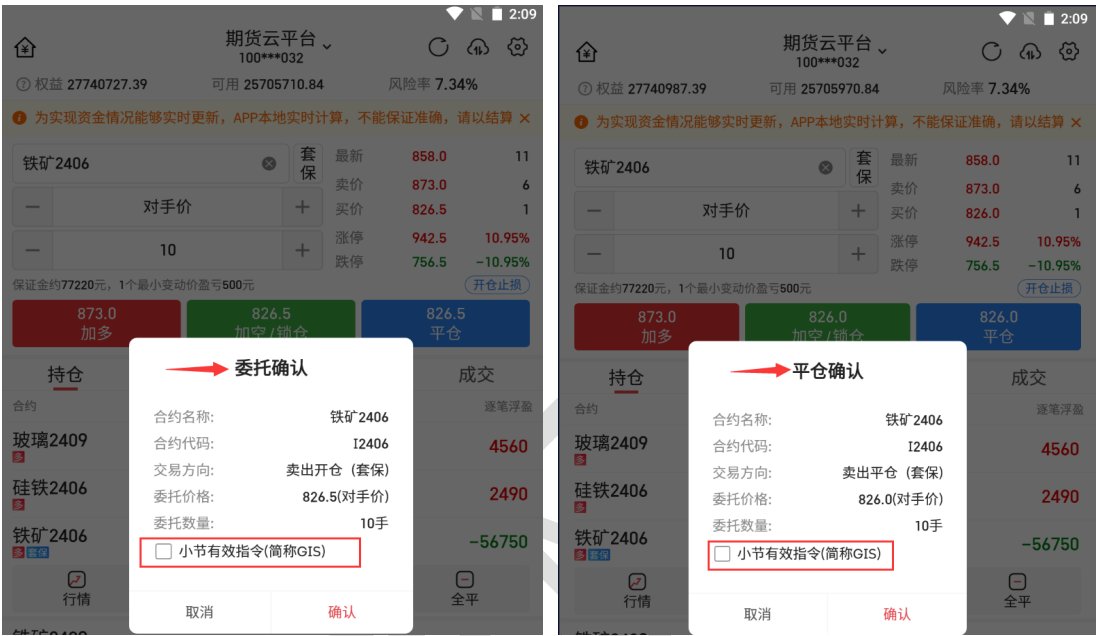 2:09
期货云平台
100***032
权益 27740727.39 可用 25705710.84 风险率 7.34%
为实现资金情况能够实时更新，APP本地实时计算，不能保证准确，请以结算
铁矿2406
套保
最新 858.0 11
卖价 873.0 6
对手价
买价 826.5 1
涨停 942.5 10.95%
10
跌停 756.5 -10.95%
保证金约77220元，1个最小变动价盈亏500元
开仓止损
873.0 826.5 826.5
加多 加空/锁仓 平仓
持仓 成交
合约 逐笔浮盈
玻璃2409 4560
多
硅铁2406 2490
多
铁矿2406 -56750
多 套保
行情 全平
委托确认
合约名称: 铁矿2406
合约代码: I2406
交易方向: 卖出开仓（套保）
委托价格: 826.5(对手价)
委托数量: 10手
小节有效指令(简称GIS)
取消 确认
2:09
期货云平台
100***032
权益 27740987.39 可用 25705970.84 风险率 7.34%
为实现资金情况能够实时更新，APP本地实时计算，不能保证准确，请以结算
铁矿2406
套保
最新 858.0 11
卖价 873.0 6
对手价
买价 826.0 1
涨停 942.5 10.95%
10
跌停 756.5 -10.95%
保证金约77220元，1个最小变动价盈亏500元
开仓止损
873.0 826.0 826.0
加多 加空/锁仓 平仓
持仓 成交
合约 逐笔浮盈
玻璃2409 4560
多
硅铁2406 2490
多
铁矿2406 -56750
多 套保
行情 全平
平仓确认
合约名称: 铁矿2406
合约代码: I2406
交易方向: 卖出平仓（套保）
委托价格: 826.0(对手价)
委托数量: 10手
小节有效指令(简称GIS)
取消 确认